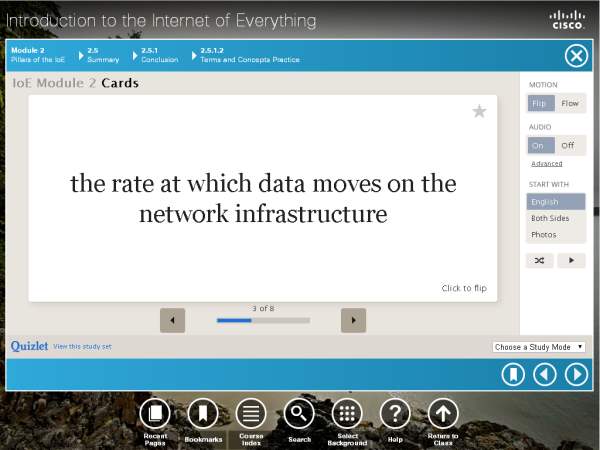 Introduction to the Internet of Everything
CISCO
Module 2
Pillars of the IoE
2.5
Summary
2.5.1
Conclusion
2.5.1.2
Terms and Concepts Practice
IoE Module 2 Cards
the rate at which data moves on the
network infrastructure
Click to flip
3 of 8
MOTION
Flip Flow
AUDIO
On Off
Advanced
START WITH
English
Both Sides
Photos
Quizlet View this study set
Choose a Study Mode
Recent
Pages
Bookmarks
Course
Index
Search
Select
Background
Help
Return to
Class